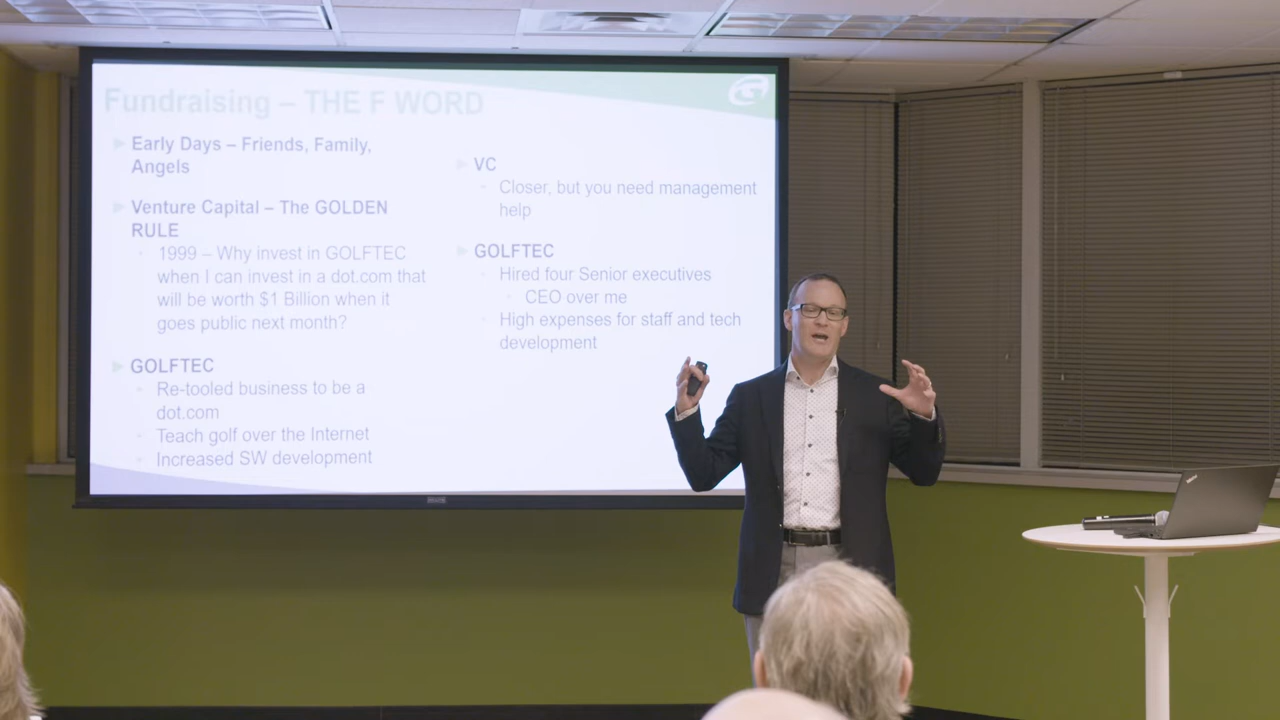 Fundraising – THE F WORD
Early Days – Friends, Family,
Angels
Venture Capital – The GOLDEN
RULE
1999 – Why invest in GOLFTEC
when I can invest in a dot.com that
will be worth $1 Billion when it
goes public next month?
GOLFTEC
Re-tooled business to be a
dot.com
Teach golf over the Internet
Increased SW development
VC
Closer, but you need management
help
GOLFTEC
Hired four Senior executives
CEO over me
High expenses for staff and tech
development